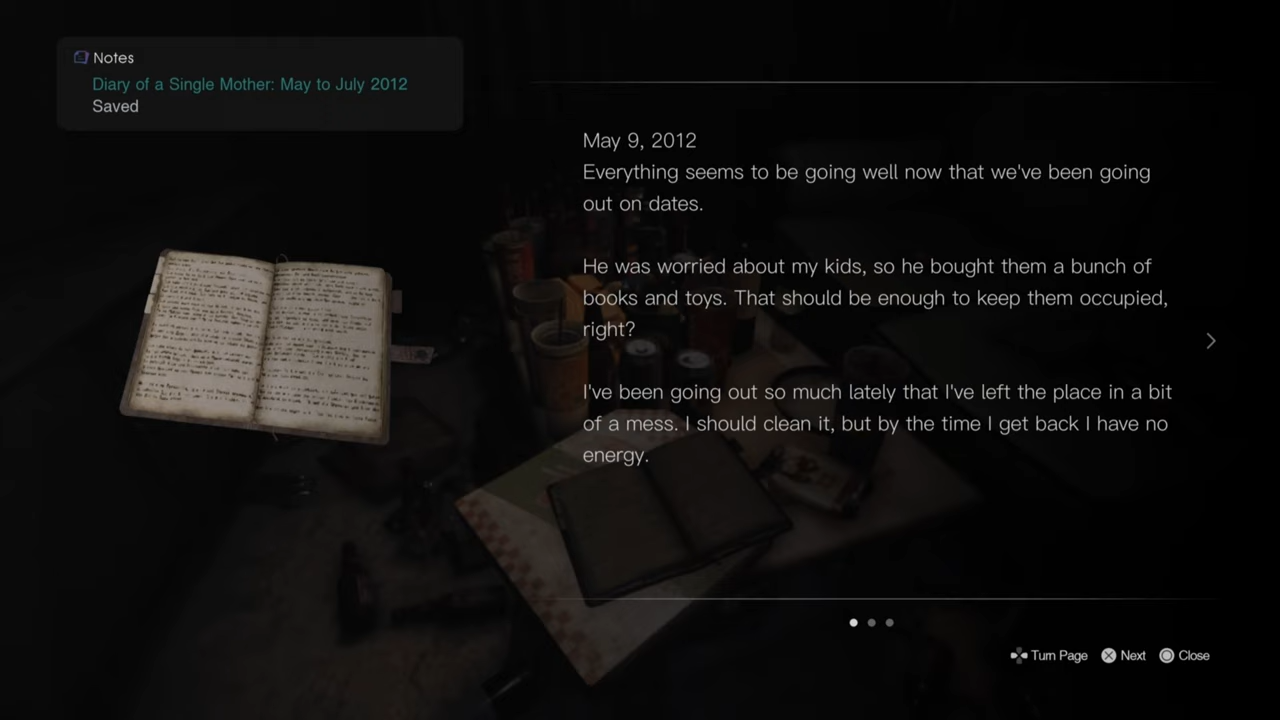 Notes
Diary of a Single Mother: May to July 2012
Saved
May 9, 2012
Everything seems to be going well now that we've been going
out on dates.
He was worried about my kids, so he bought them a bunch of
books and toys. That should be enough to keep them occupied,
right?
I've been going out so much lately that I've left the place in a bit
of a mess. I should clean it, but by the time I get back I have no
energy.
Turn Page Next Close